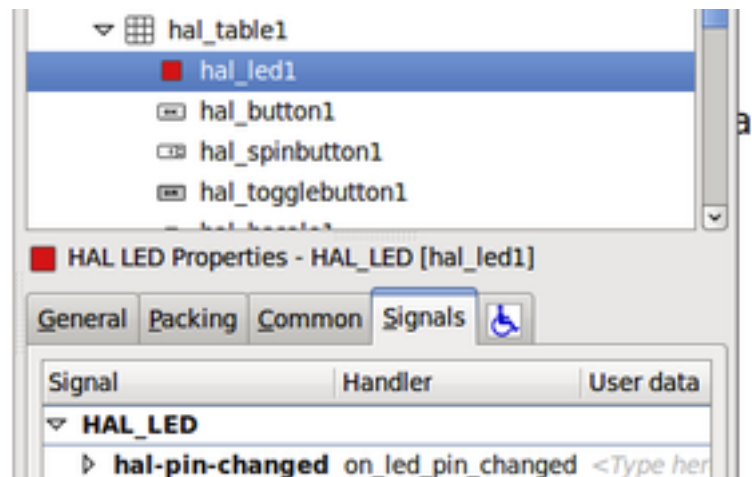 hal_table1
hal_led1
hal_button1
hal_spinbutton1
hal_togglebutton1
HAL LED Properties - HAL_LED [hal_led1]
General Packing Common Signals
Signal Handler User data
HAL_LED
hal-pin-changed on_led_pin_changed <Type her